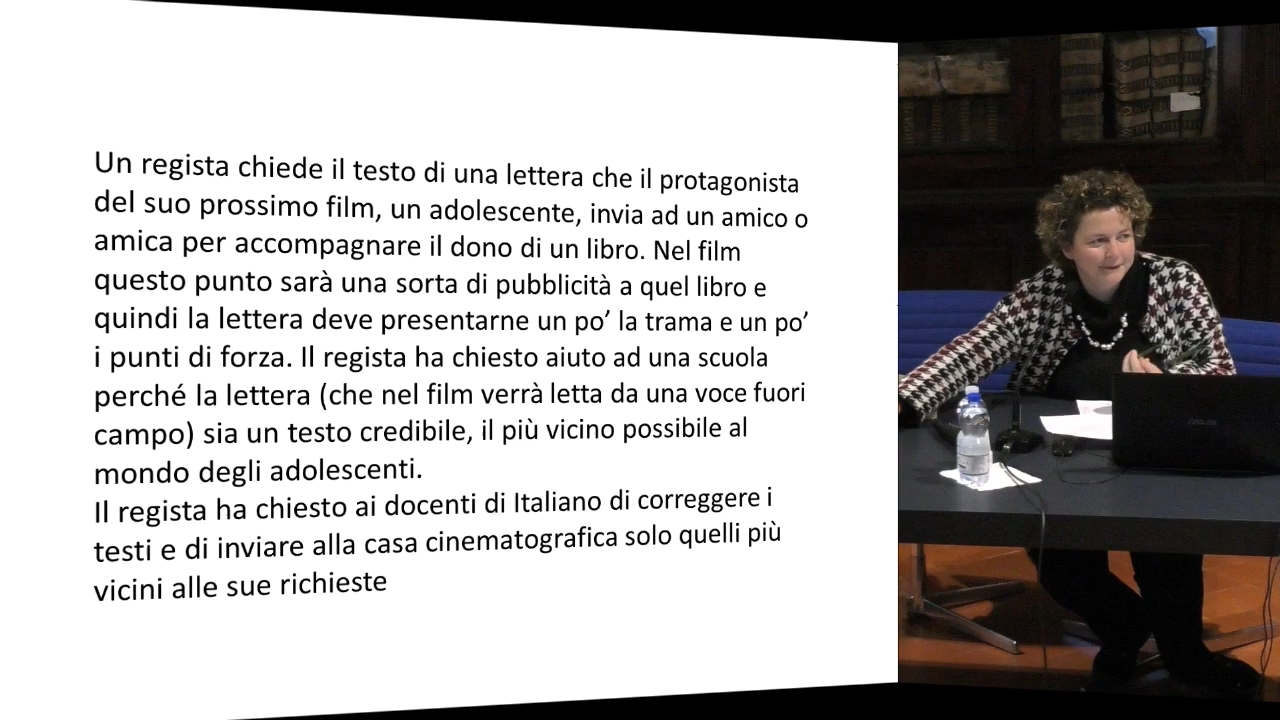 Un regista chiede il testo di una lettera che il protagonista
del suo prossimo film, un adolescente, invia ad un amico o
amica per accompagnare il dono di un libro. Nel film
questo punto sarà una sorta di pubblicità a quel libro e
quindi la lettera deve presentarne un po’ la trama e un po’
i punti di forza. Il regista ha chiesto aiuto ad una scuola
perché la lettera (che nel film verrà letta da una voce fuori
campo) sia un testo credibile, il più vicino possibile al
mondo degli adolescenti.
Il regista ha chiesto ai docenti di Italiano di correggere i
testi e di inviare alla casa cinematografica solo quelli più
vicini alle sue richieste